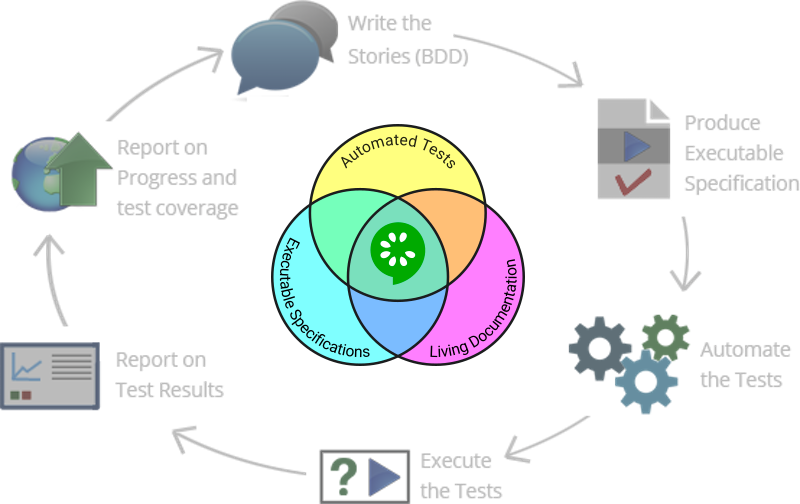 Write the
Stories (BDD)
Produce
Executable
Specification
Automate
the Tests
Execute
the Tests
Report on
Test Results
Report on
Progress and
test coverage
Automated Tests
Executable Specifications
Living Documentation
?